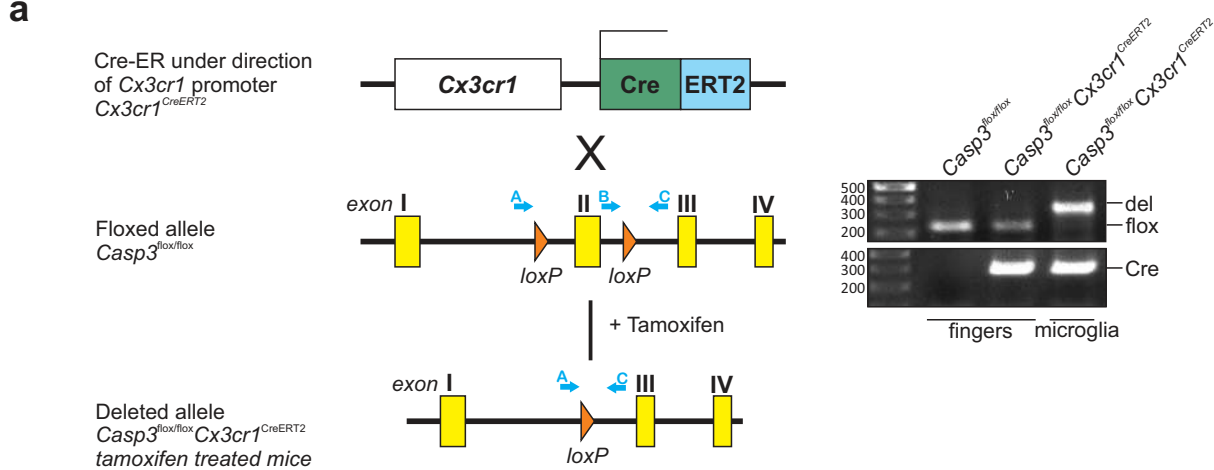 a
Cre-ER under direction
of Cx3cr1 promoter
Cx3cr1CreERT2
Cx3cr1
Cre
ERT2
X
Floxed allele
Casp3flox/flox
exon I
A
II
B
C
III
IV
loxP
loxP
+ Tamoxifen
Deleted allele
Casp3flox/floxCx3cr1CreERT2
tamoxifen treated mice
exon I
A
C
III
IV
loxP
Casp3flox/flox
Casp3flox/flox Cx3cr1CreERT2
Casp3flox/flox Cx3cr1CreERT2
500
400
300
200
del
flox
400
300
200
Cre
fingers
microglia